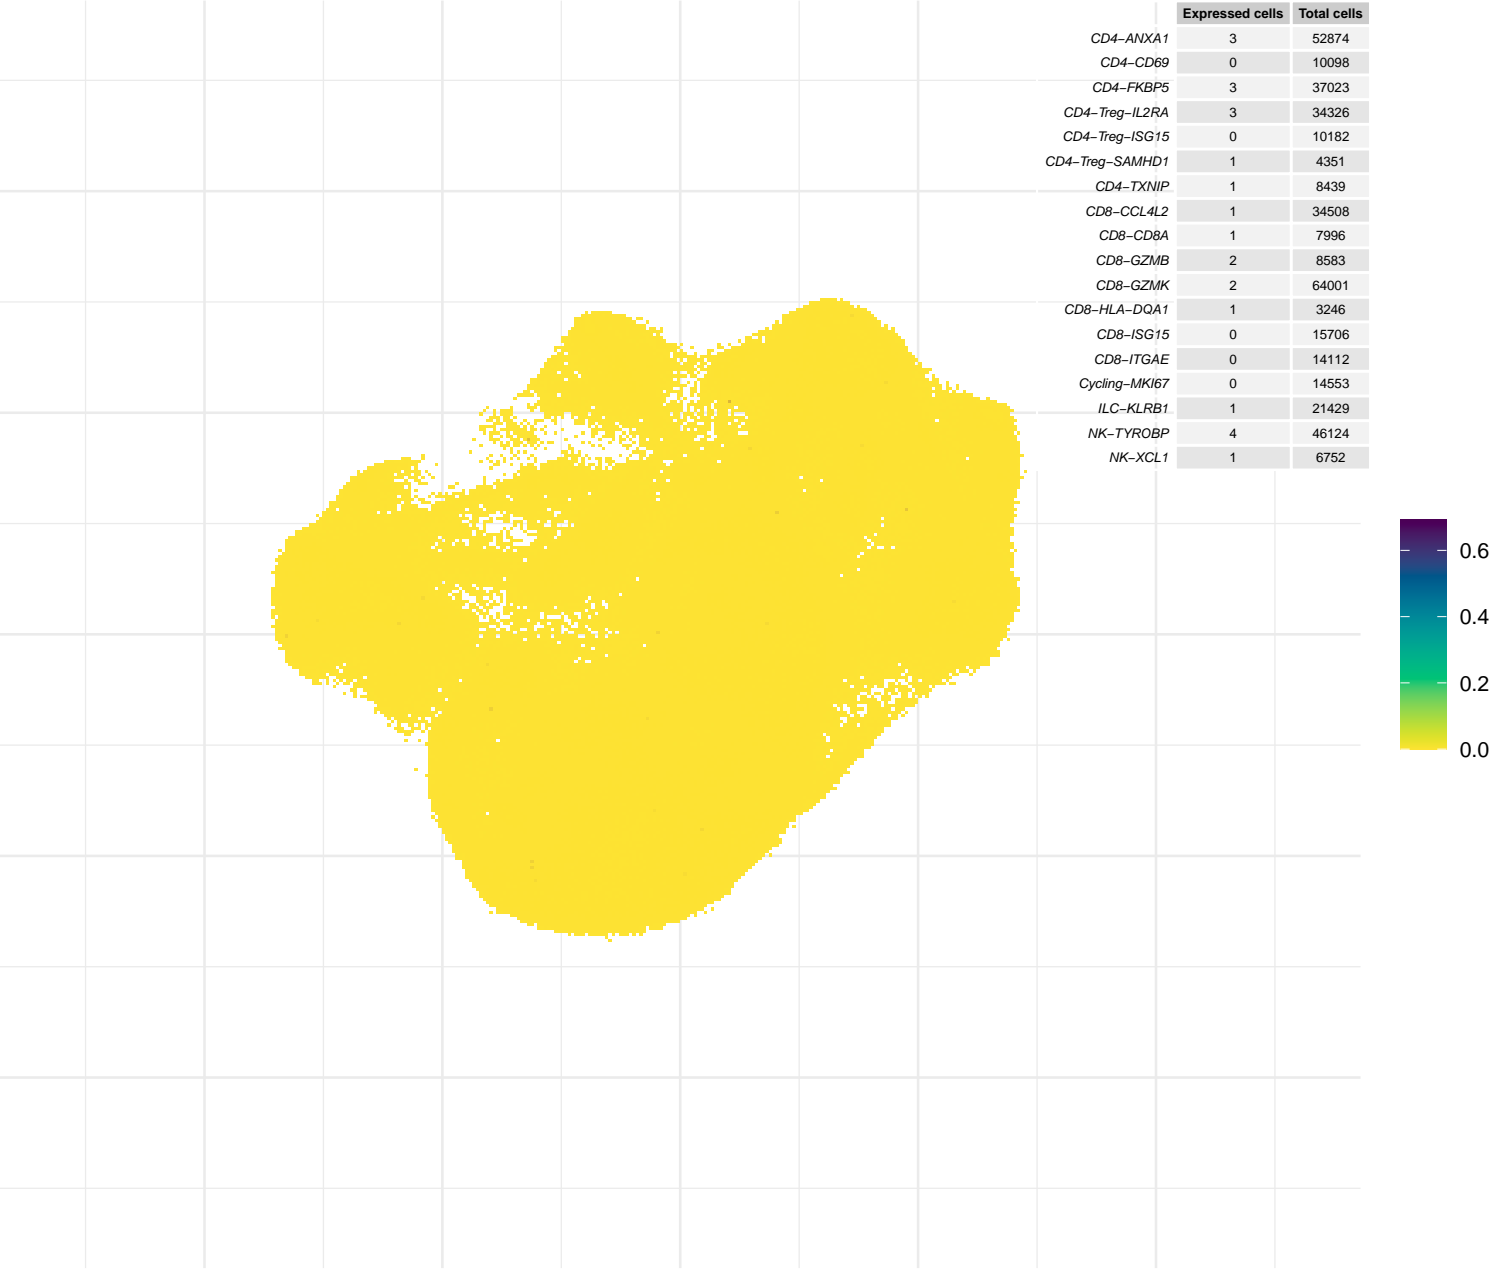 Expressed cells Total cells
CD4−ANXA1 3 52874
CD4−CD69 0 10098
CD4−FKBP5 3 37023
CD4−Treg−IL2RA 3 34326
CD4−Treg−ISG15 0 10182
CD4−Treg−SAMHD1 1 4351
CD4−TXNIP 1 8439
CD8−CCL4L2 1 34508
CD8−CD8A 1 7996
CD8−GZMB 2 8583
CD8−GZMK 2 64001
CD8−HLA−DQA1 1 3246
CD8−ISG15 0 15706
CD8−ITGAE 0 14112
Cycling−MKI67 0 14553
ILC−KLRB1 1 21429
NK−TYROBP 4 46124
NK−XCL1 1 6752
0.6
0.4
0.2
0.0